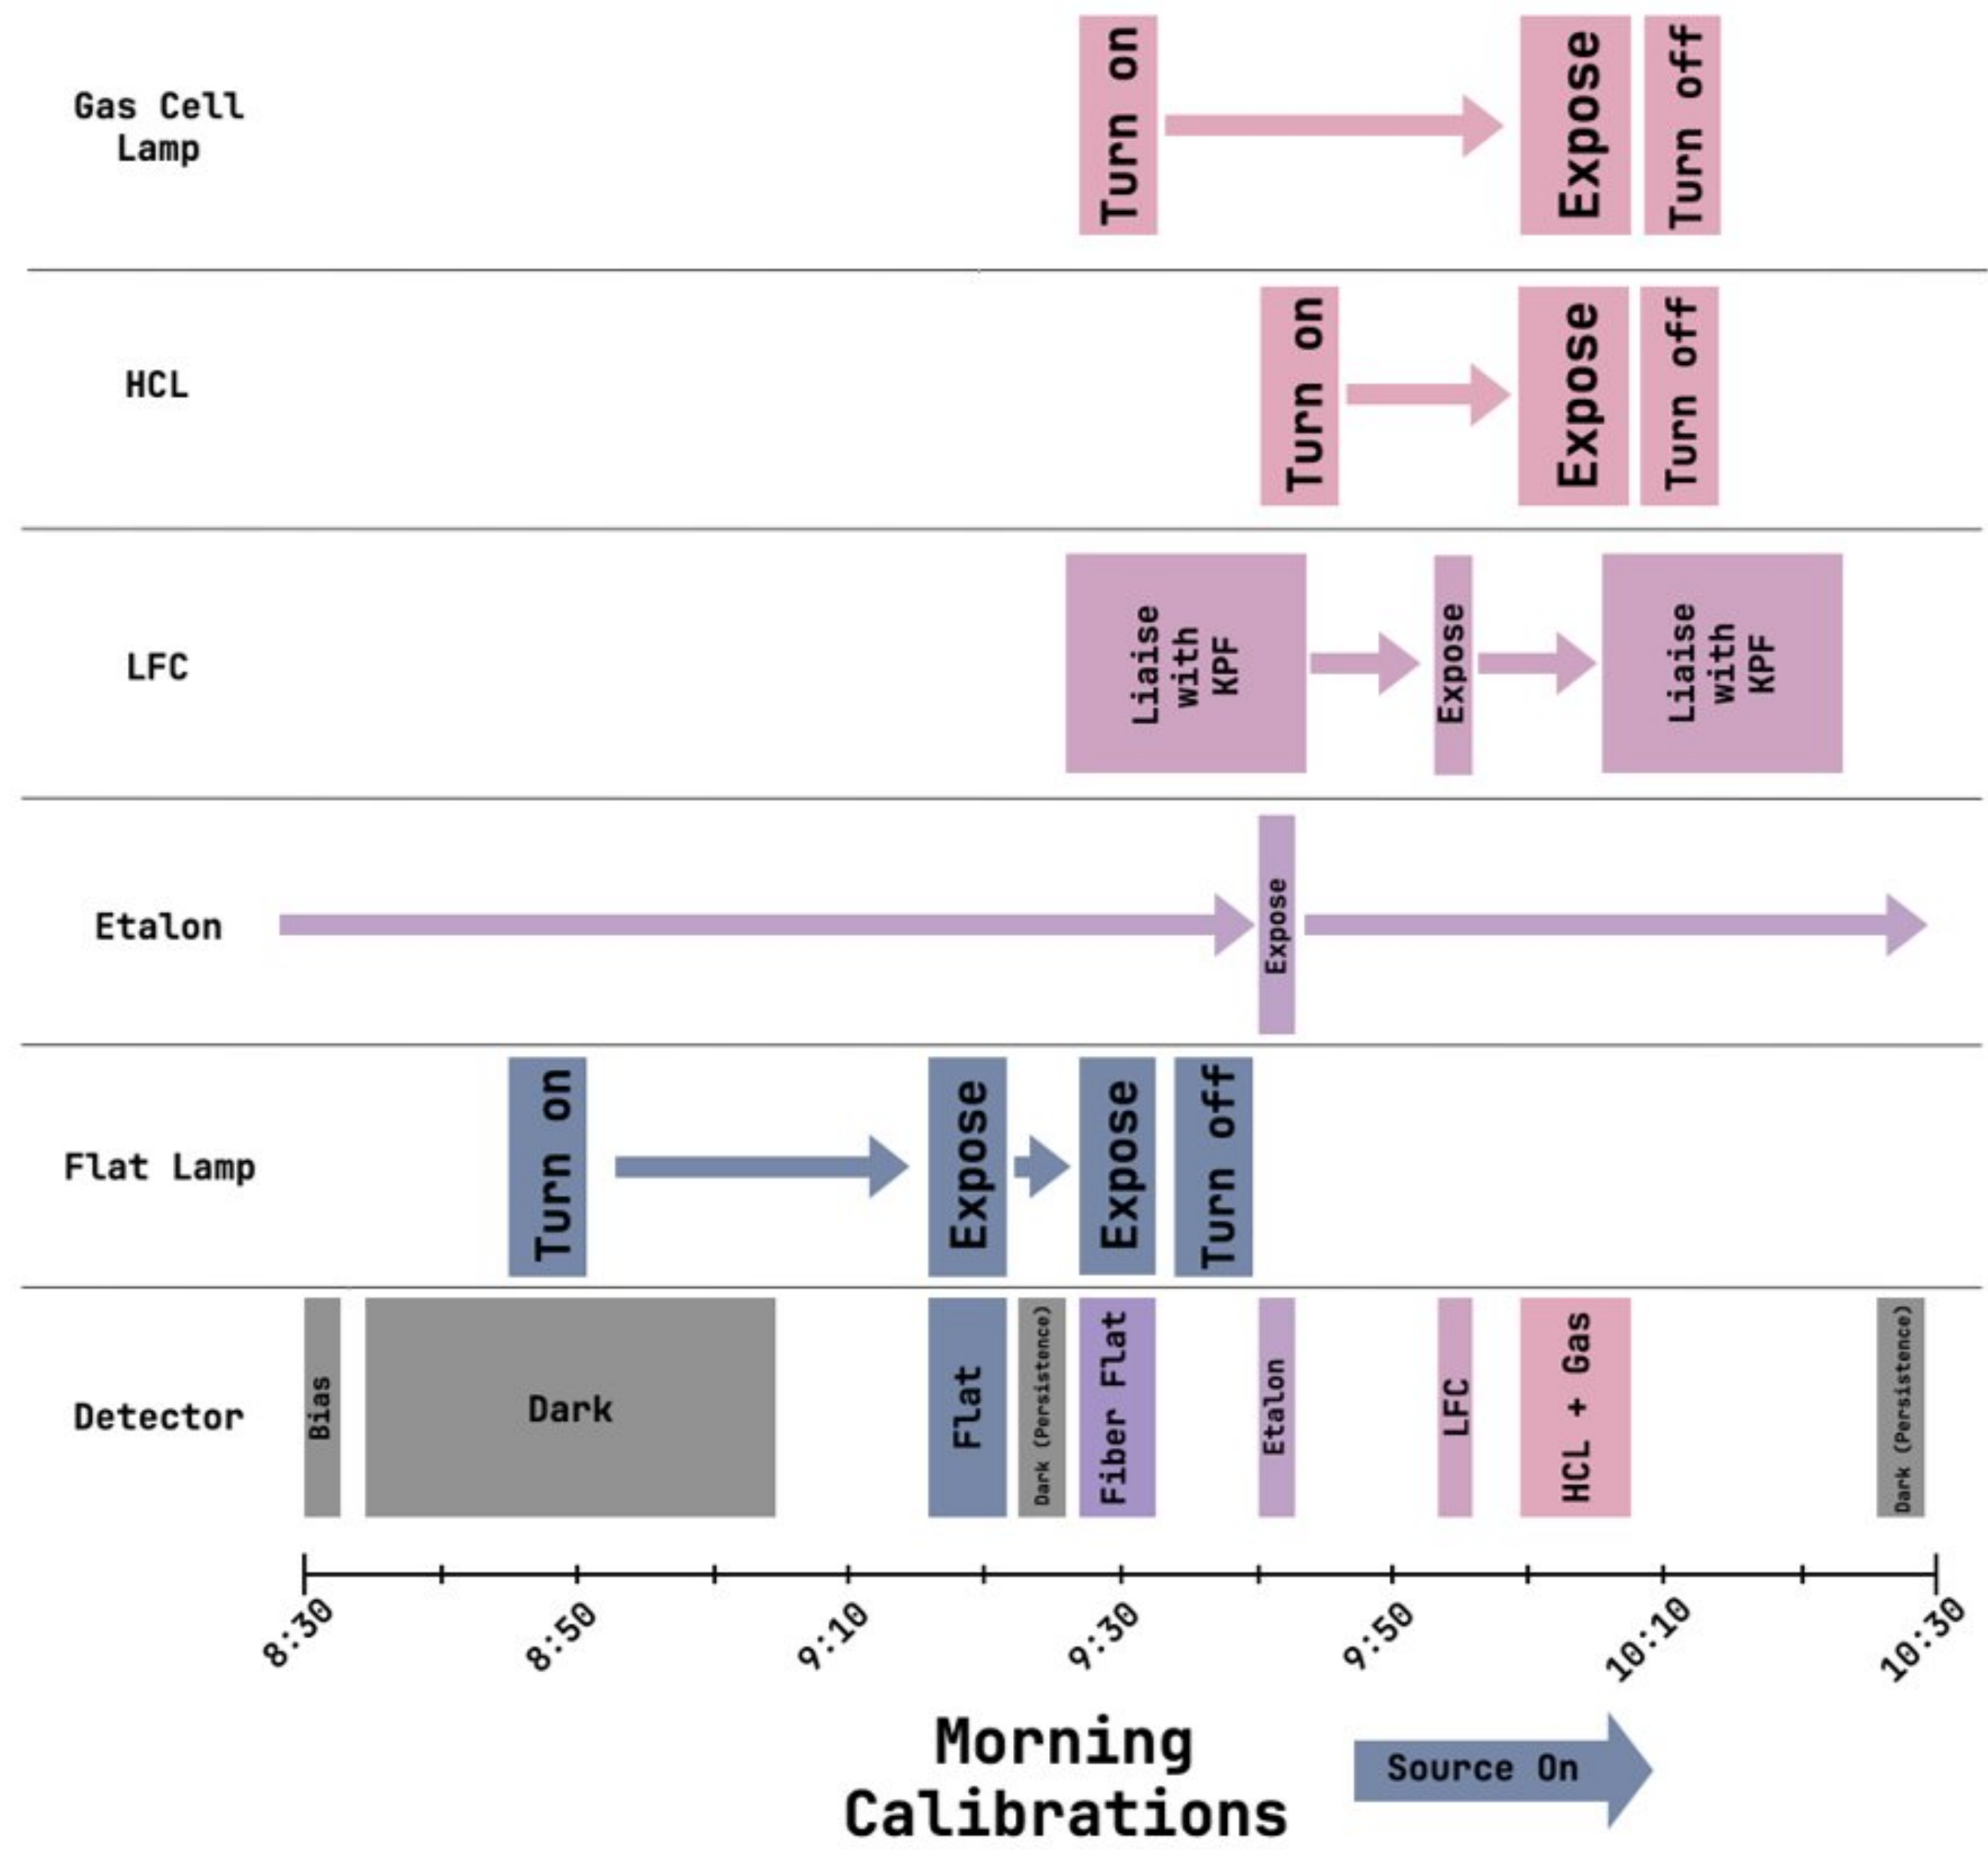 Gas Cell
Lamp
Turn on
Expose
Turn off
HCL
Turn on
Expose
Turn off
LFC
Liaise
with
KPF
Expose
Liaise
with
KPF
Etalon
Expose
Flat Lamp
Turn on
Expose
Expose
Turn off
Detector
Bias
Dark
Flat
Dark (Persistence)
Fiber Flat
Etalon
LFC
HCL + Gas
Dark (Persistence)
8:30
8:50
9:10
9:30
9:50
10:10
10:30
Morning
Calibrations
Source On